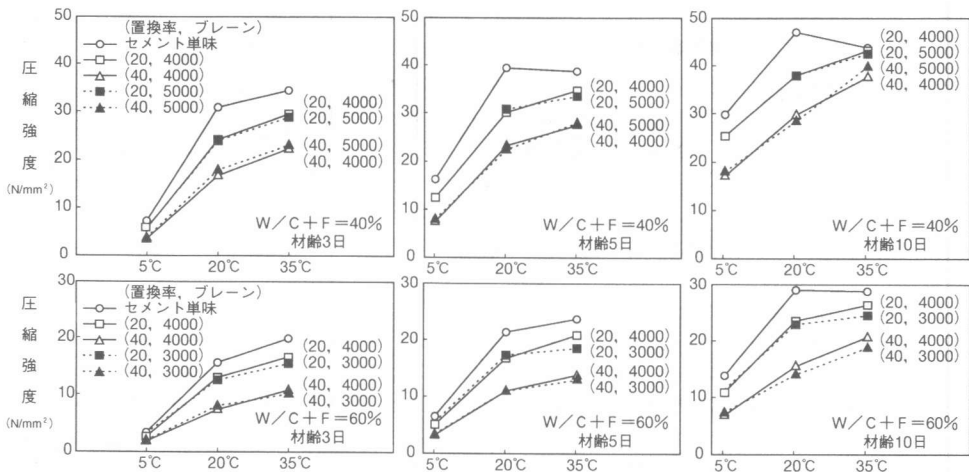 圧縮強度
(N/mm²)
50
40
30
20
10
0
(置換率, ブレーン)
セメント単味
(20, 4000)
(40, 4000)
(20, 5000)
(40, 5000)
(20, 4000)
(20, 5000)
(40, 5000)
(40, 4000)
W/C+F=40%
材齢3日
5℃ 20℃ 35℃
50
40
30
20
10
0
(20, 4000)
(20, 5000)
(40, 5000)
(40, 4000)
W/C+F=40%
材齢5日
5℃ 20℃ 35℃
50
40
30
20
10
0
(20, 4000)
(20, 5000)
(40, 5000)
(40, 4000)
W/C+F=40%
材齢10日
5℃ 20℃ 35℃
圧縮強度
(N/mm²)
30
20
10
0
(置換率, ブレーン)
セメント単味
(20, 4000)
(40, 4000)
(20, 3000)
(40, 3000)
(20, 4000)
(20, 3000)
(40, 4000)
(40, 3000)
W/C+F=60%
材齢3日
5℃ 20℃ 35℃
30
20
10
0
(20, 4000)
(20, 3000)
(40, 4000)
(40, 3000)
W/C+F=60%
材齢5日
5℃ 20℃ 35℃
30
20
10
0
(20, 4000)
(20, 3000)
(40, 4000)
(40, 3000)
W/C+F=60%
材齢10日
5℃ 20℃ 35℃